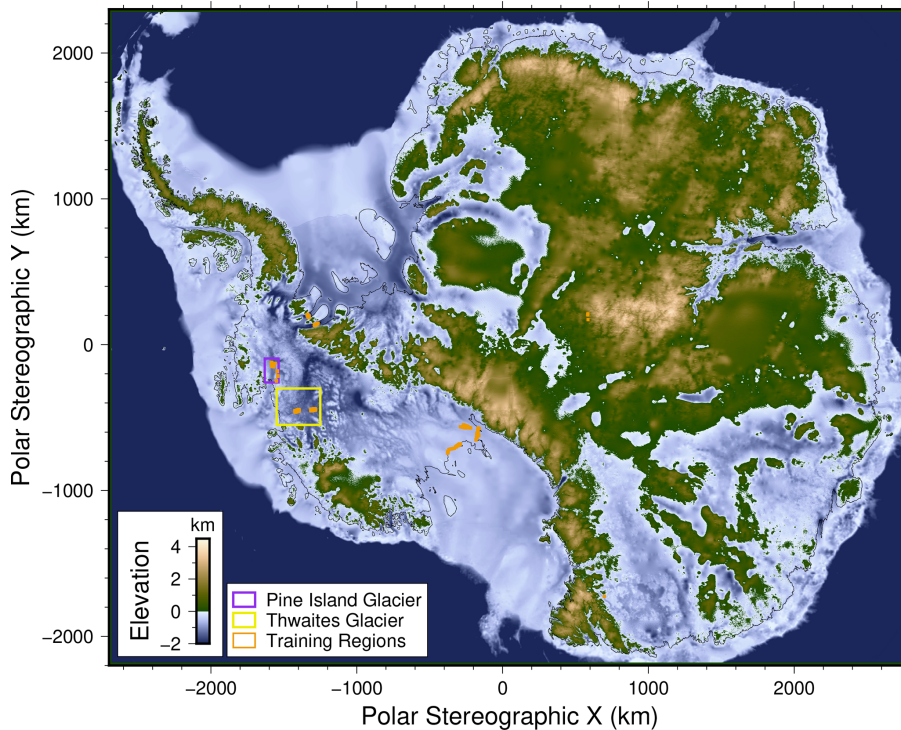 2000
1000
0
−1000
−2000
Polar Stereographic Y (km)
km
4
2
0
−2
Elevation
Pine Island Glacier
Thwaites Glacier
Training Regions
−2000
−1000
0
1000
2000
Polar Stereographic X (km)